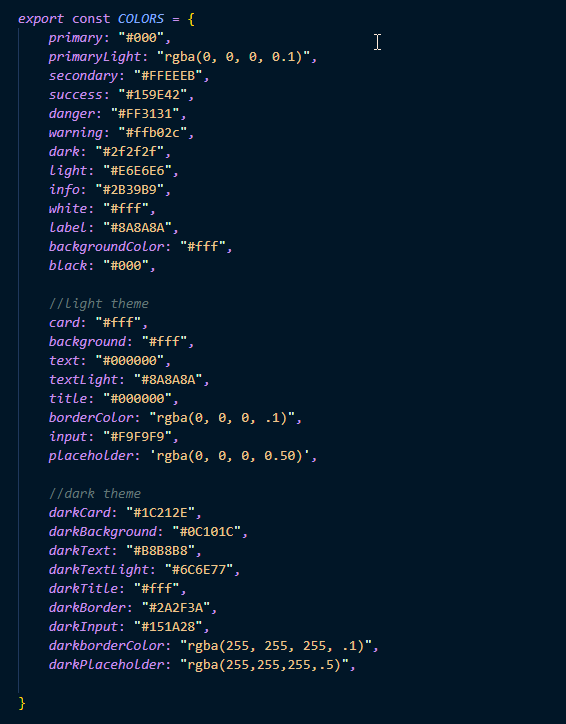 export const COLORS = {
primary: "#000",
primaryLight: "rgba(0, 0, 0, 0.1)",
secondary: "#FFEEEB",
success: "#159E42",
danger: "#FF3131",
warning: "#ffb02c",
dark: "#2f2f2f",
light: "#E6E6E6",
info: "#2B39B9",
white: "#fff",
label: "#8A8A8A",
backgroundColor: "#fff",
black: "#000",
//light theme
card: "#fff",
background: "#fff",
text: "#000000",
textLight: "#8A8A8A",
title: "#000000",
borderColor: "rgba(0, 0, 0, .1)",
input: "#F9F9F9",
placeholder: 'rgba(0, 0, 0, 0.50)',
//dark theme
darkCard: "#1C212E",
darkBackground: "#0C101C",
darkText: "#B8B8B8",
darkTextLight: "#6C6E77",
darkTitle: "#fff",
darkBorder: "#2A2F3A",
darkInput: "#151A28",
darkborderColor: "rgba(255, 255, 255, .1)",
darkPlaceholder: "rgba(255,255,255,.5)",
}